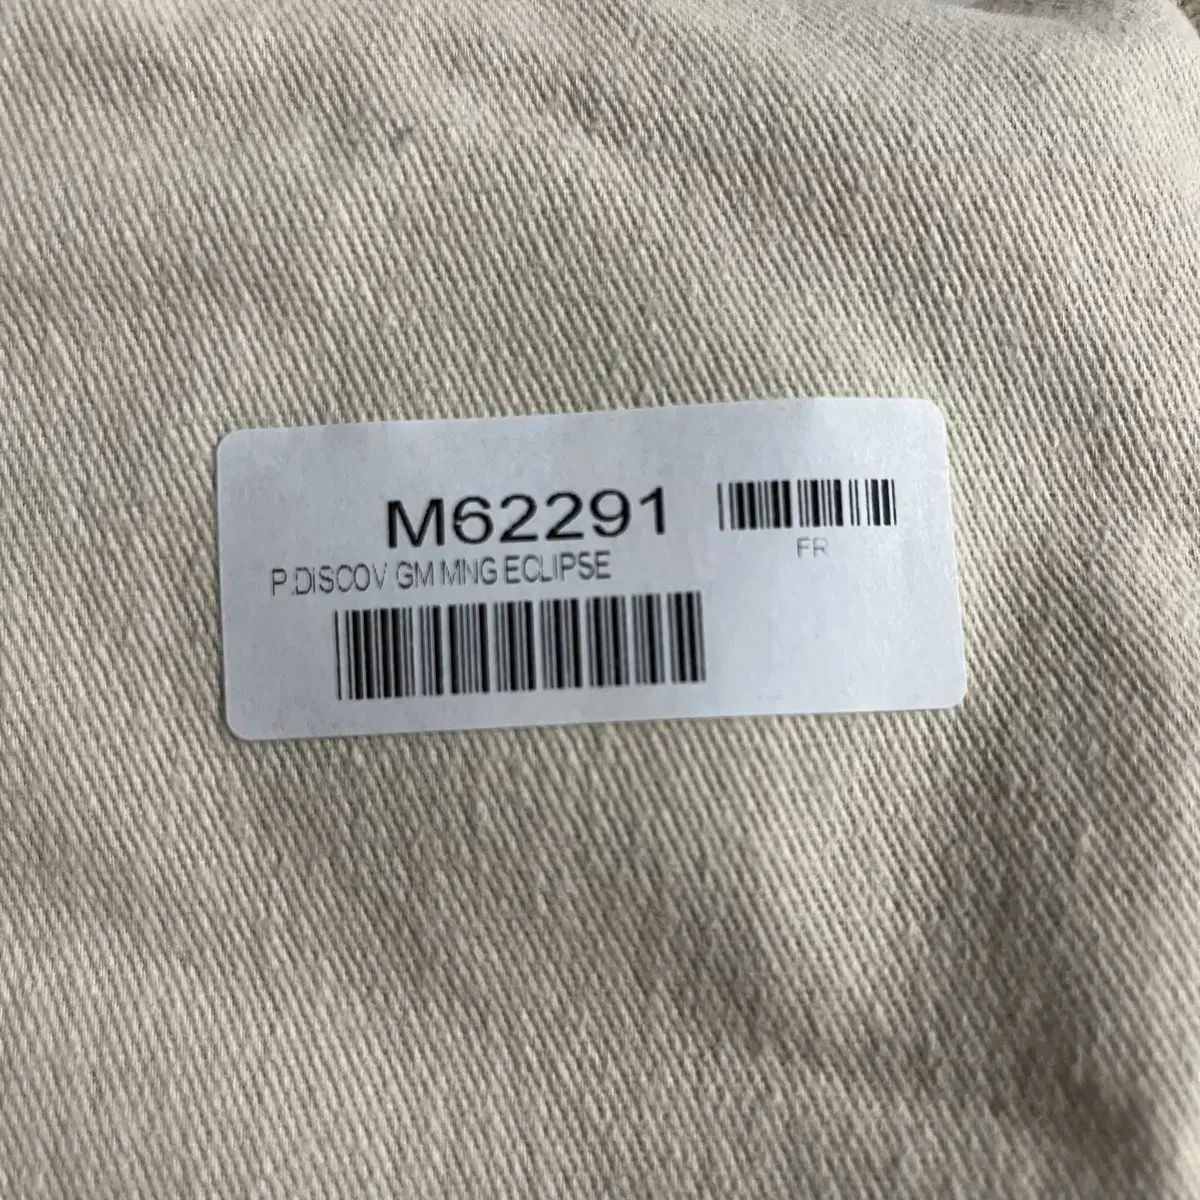 M62291
FR
P.DISCOV GM MNG ECLIPSE